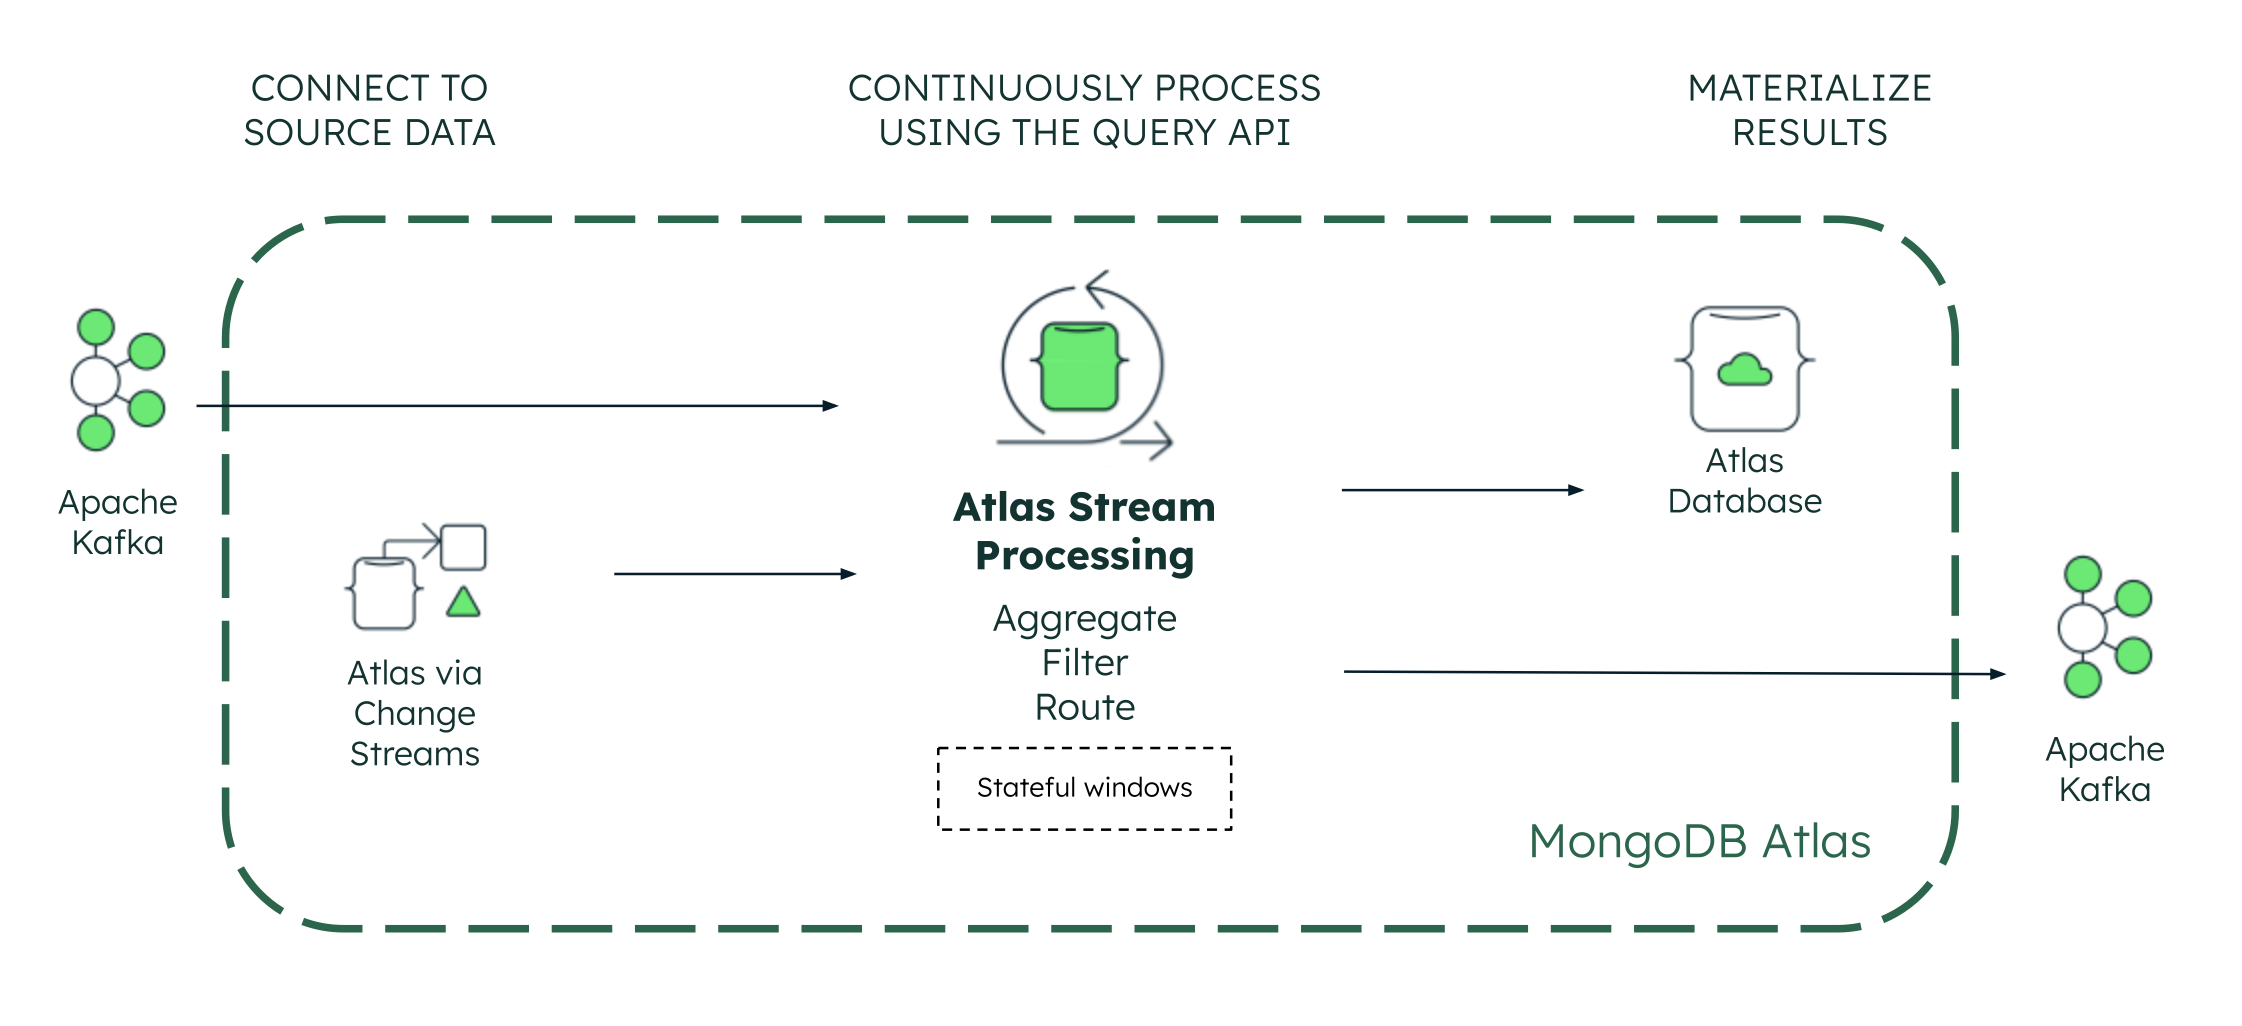 CONNECT TO
SOURCE DATA
CONTINUOUSLY PROCESS
USING THE QUERY API
MATERIALIZE
RESULTS
Apache
Kafka
Atlas via
Change
Streams
Atlas Stream
Processing
Aggregate
Filter
Route
Stateful windows
Atlas
Database
Apache
Kafka
MongoDB Atlas